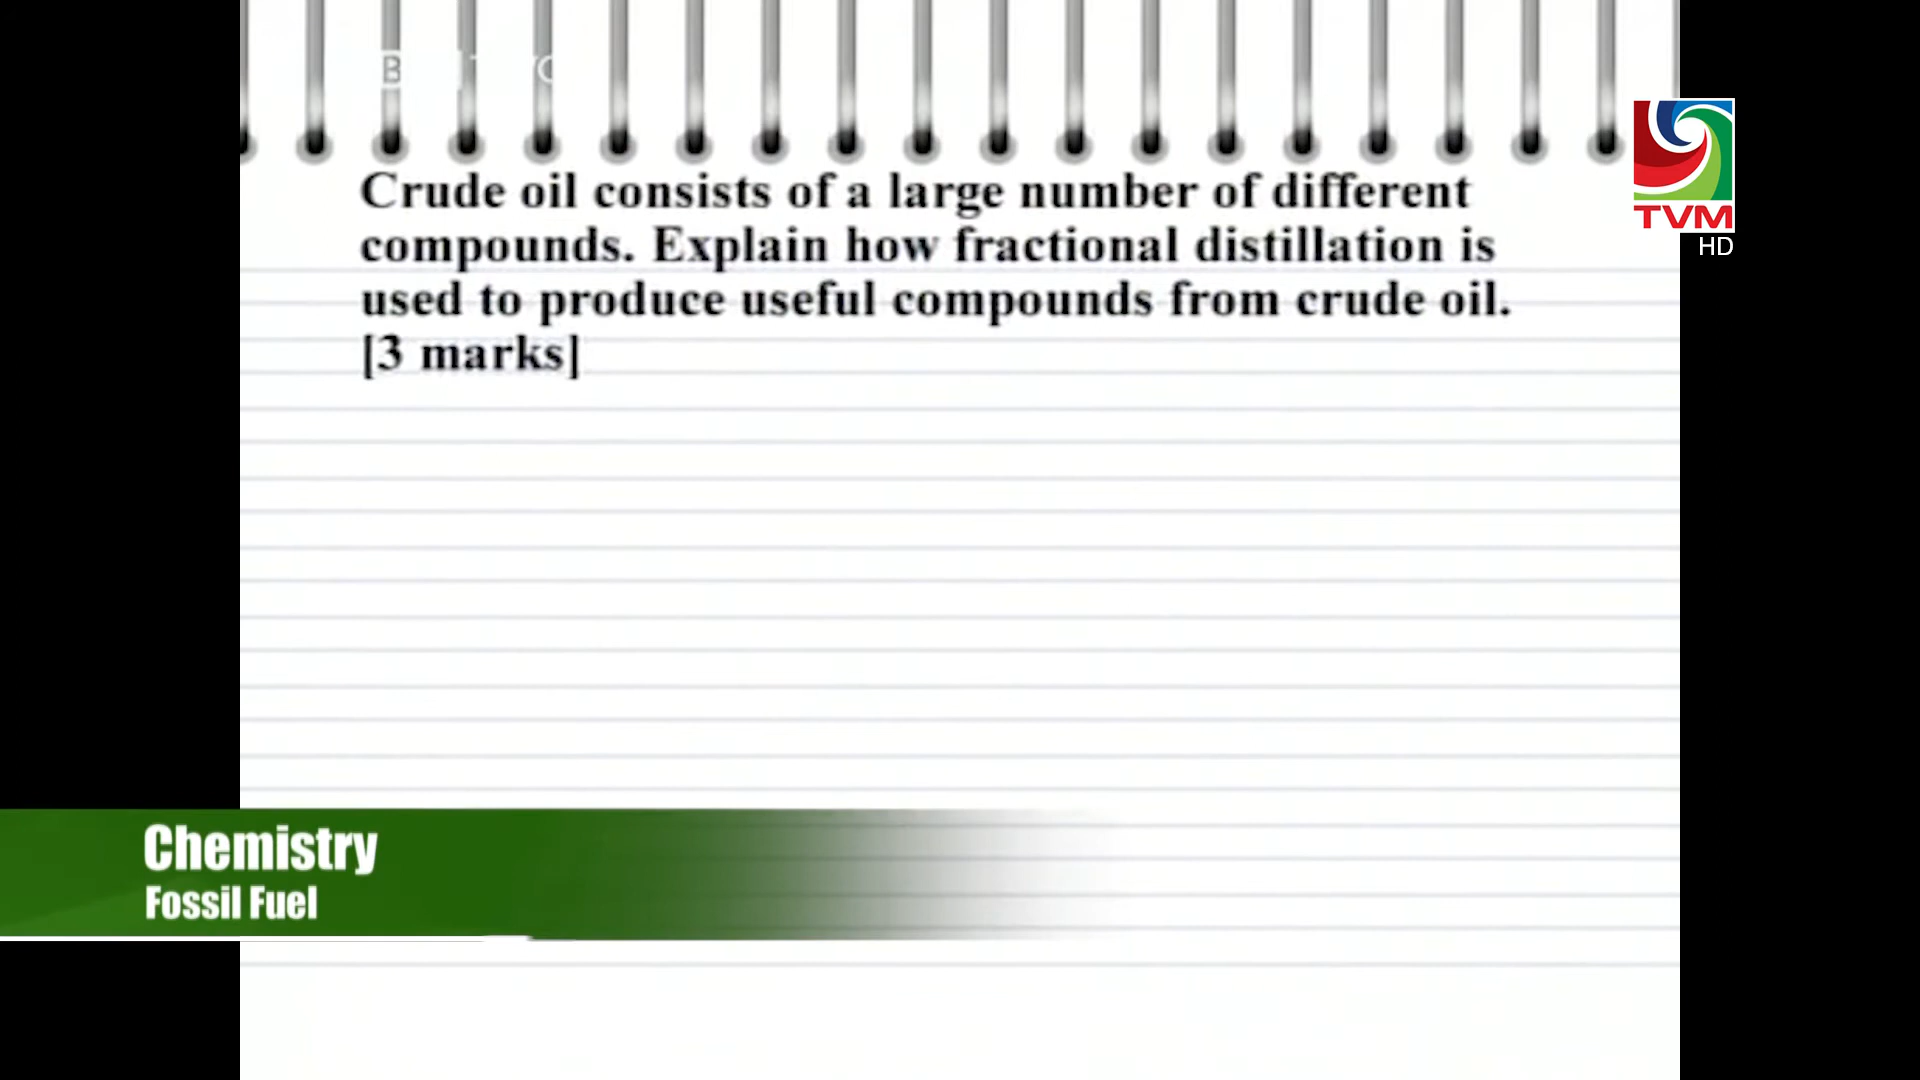 Crude oil consists of a large number of different
compounds. Explain how fractional distillation is
used to produce useful compounds from crude oil.
[3 marks]
TVM
HD
Chemistry
Fossil Fuel